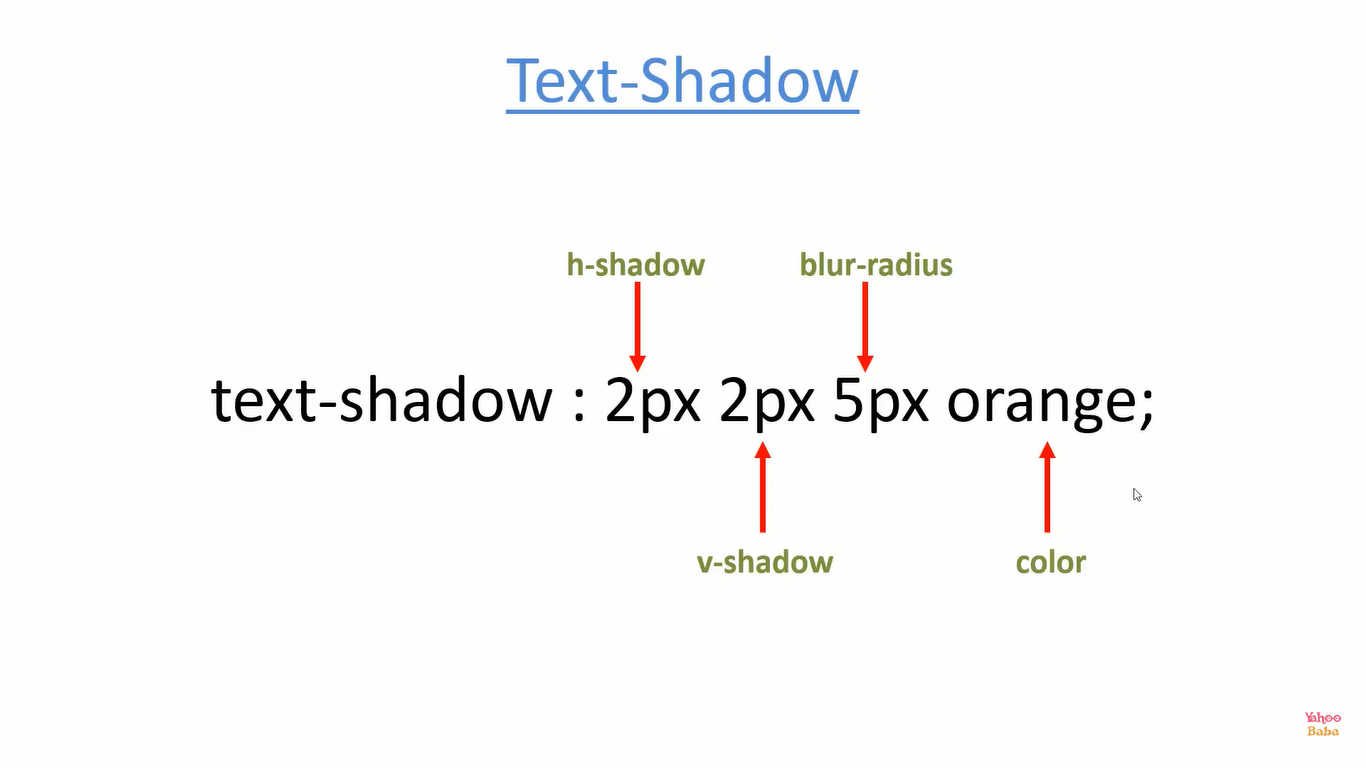 Text-Shadow
h-shadow blur-radius
text-shadow : 2px 2px 5px orange;
v-shadow color
Yahoo
Baba